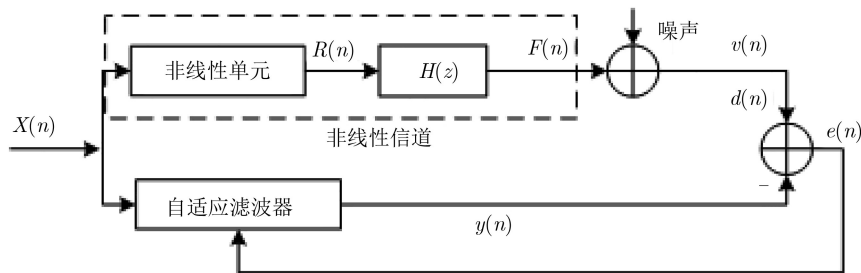 噪声
非线性单元
R(n)
H(z)
F(n)
v(n)
d(n)
X(n)
非线性信道
e(n)
自适应滤波器
y(n)
−